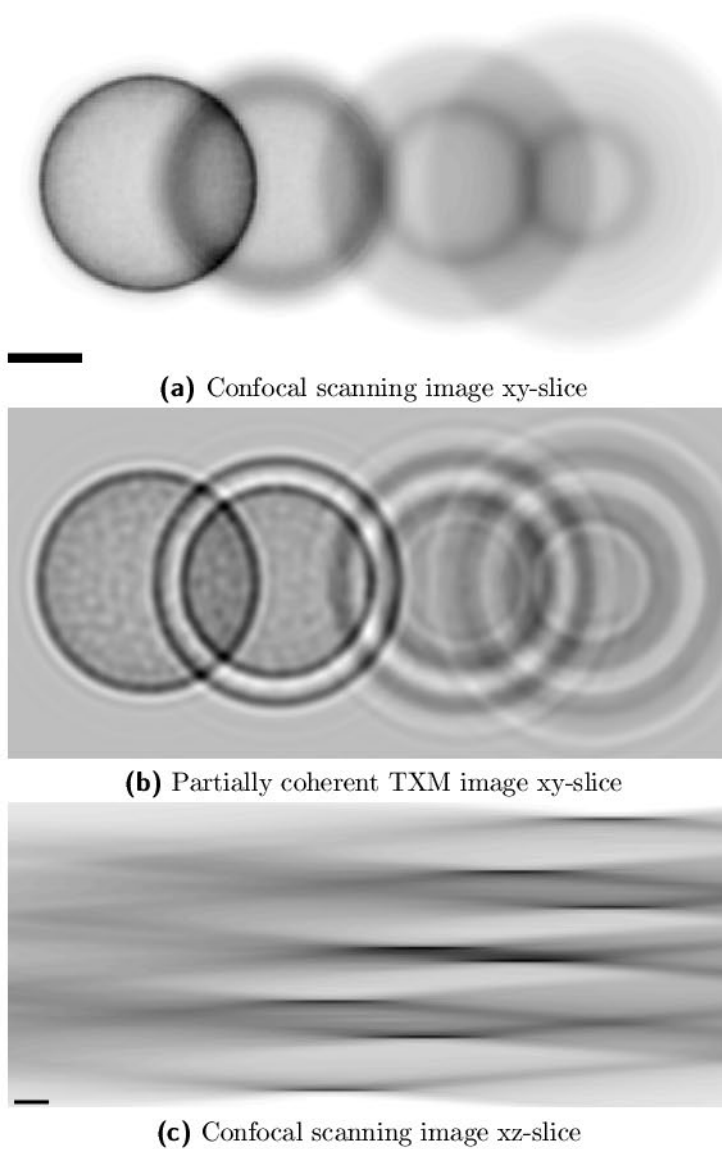 (a) Confocal scanning image xy-slice
(b) Partially coherent TXM image xy-slice
(c) Confocal scanning image xz-slice